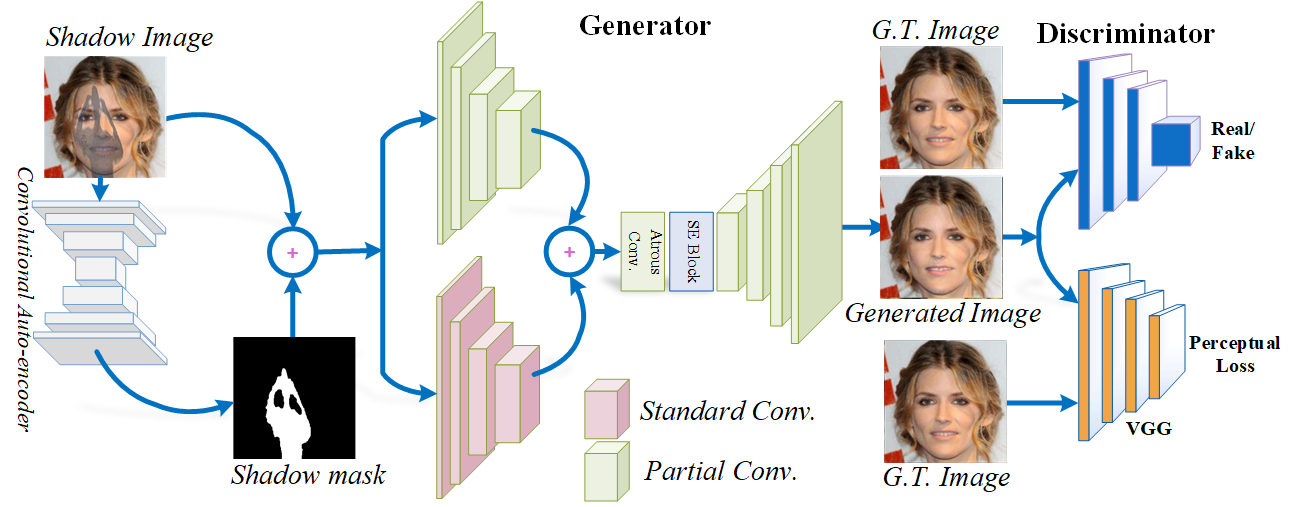 Shadow Image
Generator
G.T. Image
Discriminator
Convolutional Auto-encoder
+
+
Atrous
Conv.
SE Block
Real/
Fake
Generated Image
Shadow mask
Standard Conv.
Partial Conv.
Perceptual
Loss
VGG
G.T. Image